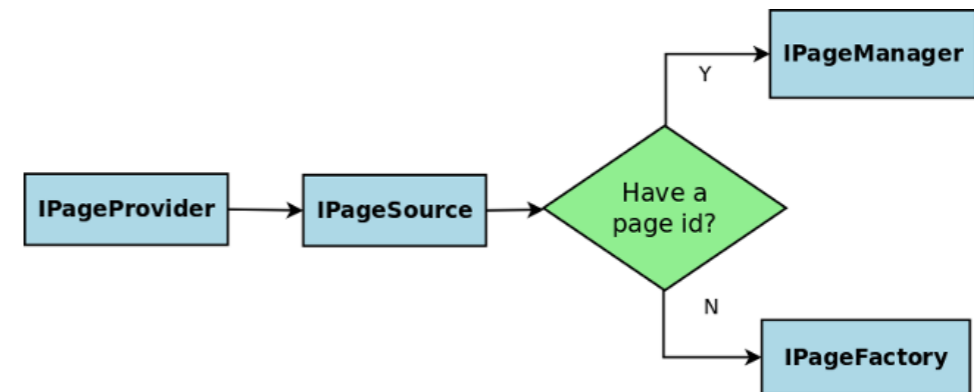 IPageManager
Y
IPageProvider
IPageSource
Have a
page id?
N
IPageFactory